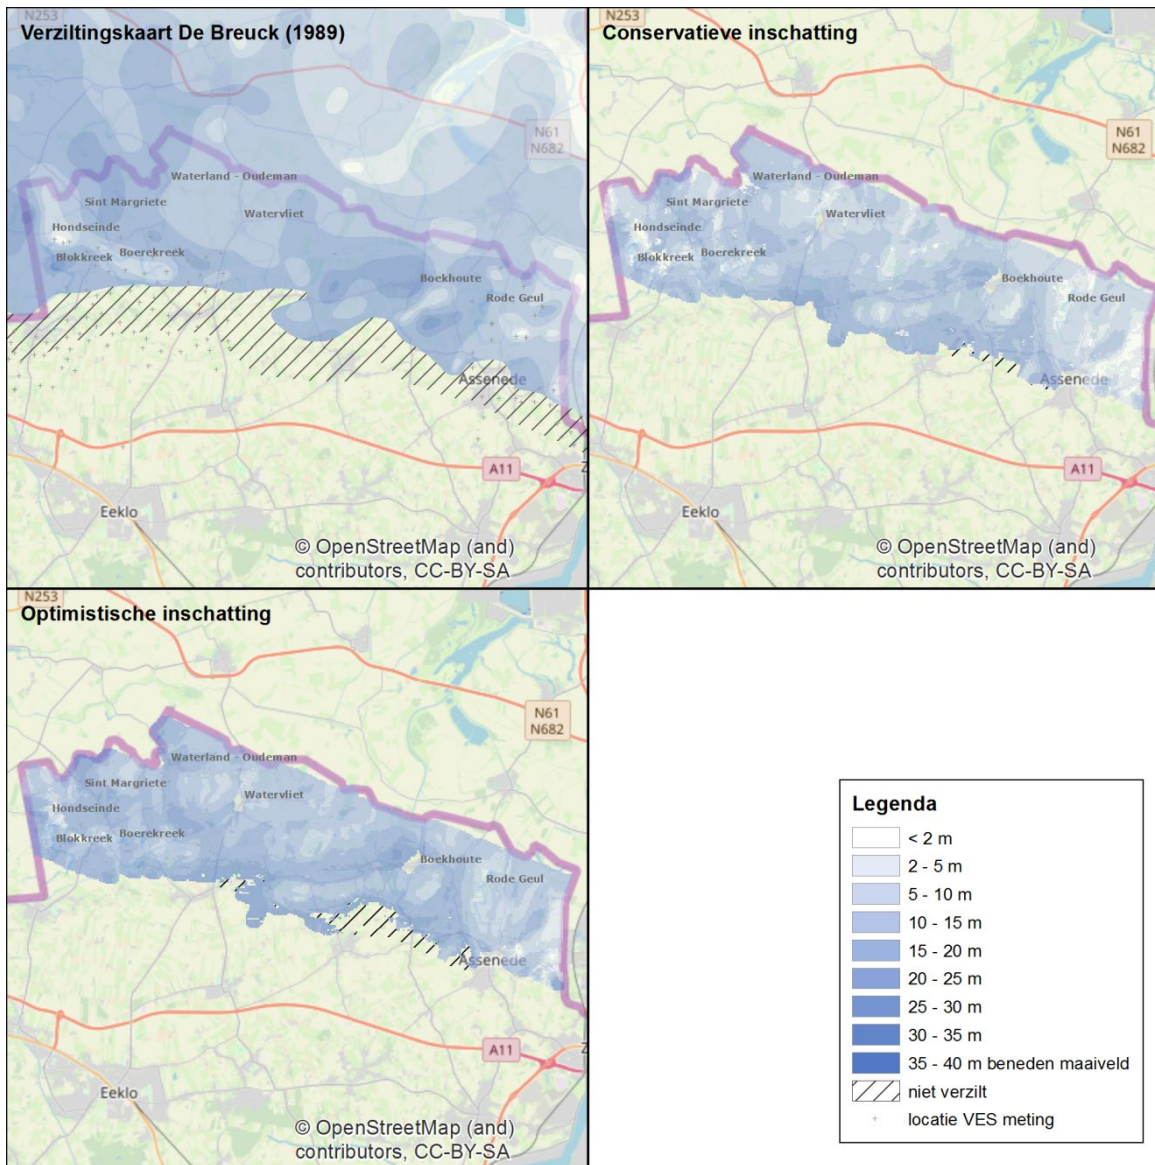 N253
Verziltingskaart De Breuck (1989)
N61
N682
Waterland - Oudeman
Sint Margriete
Watervliet
Hondseinde
Boerekreek
Blokkreek
Boekhoute
Rode Geul
Assenede
A11
Z
Eeklo
© OpenStreetMap (and)
contributors, CC-BY-SA
N253
Conservatieve inschatting
N61
N682
Waterland - Oudeman
Sint Margriete
Watervliet
Hondseinde
Boerekreek
Blokkreek
Boekhoute
Rode Geul
Assenede
A11
Eeklo
© OpenStreetMap (and)
contributors, CC-BY-SA
N253
Optimistische inschatting
N61
N682
Waterland - Oudeman
Sint Margriete
Watervliet
Hondseinde
Boerekreek
Blokkreek
Boekhoute
Rode Geul
Assenede
A11
Z
Eeklo
© OpenStreetMap (and)
contributors, CC-BY-SA
Legenda
< 2 m
2 - 5 m
5 - 10 m
10 - 15 m
15 - 20 m
20 - 25 m
25 - 30 m
30 - 35 m
35 - 40 m beneden maaiveld
niet verzilt
locatie VES meting